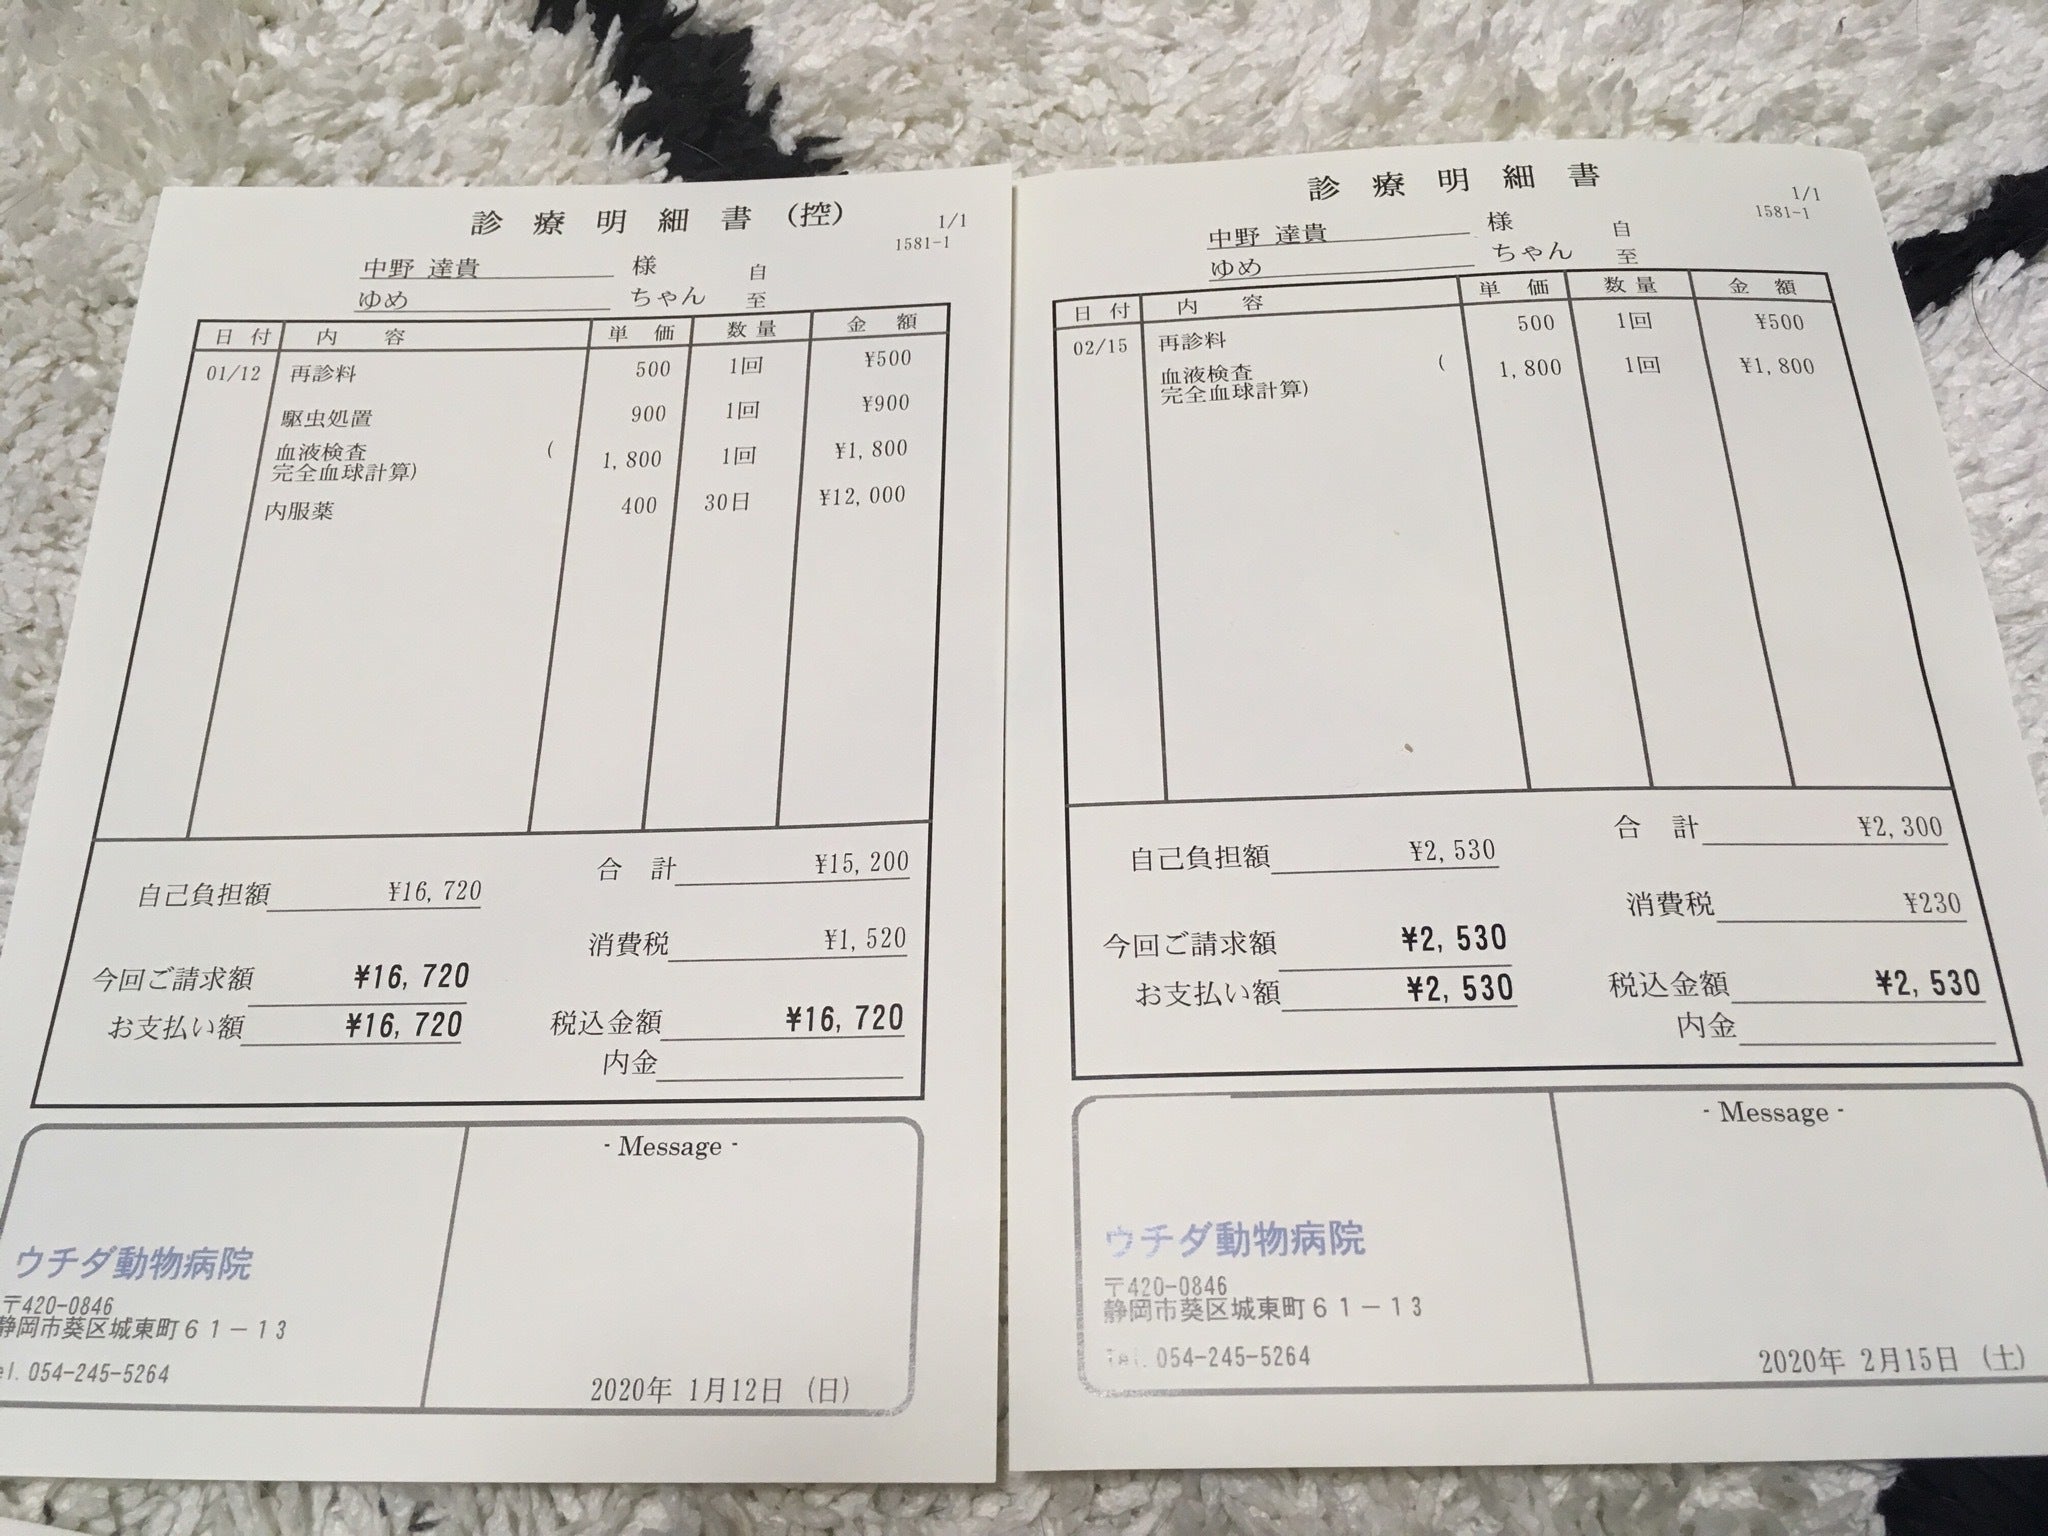 診療明細書（控）
1/1
1581-1
中野 達貴 様 自
ゆめ ちゃん 至
日付 内容 単価 数量 金額
01/12 再診料 500 1回 ¥500
駆虫処置 900 1回 ¥900
血液検査 (
完全血球計算) 1,800 1回 ¥1,800
内服薬 400 30日 ¥12,000
合計 ¥15,200
自己負担額 ¥16,720
消費税 ¥1,520
今回ご請求額 ¥16,720
お支払い額 ¥16,720
税込金額 ¥16,720
内金
- Message -
ウチダ動物病院
〒420-0846
静岡市葵区城東町61-13
el. 054-245-5264
2020年 1月12日 (日)
診療明細書
1/1
1581-1
中野 達貴 様 自
ゆめ ちゃん 至
日付 内容 単価 数量 金額
02/15 再診料 500 1回 ¥500
血液検査 (
完全血球計算) 1,800 1回 ¥1,800
合計 ¥2,300
自己負担額 ¥2,530
消費税 ¥230
今回ご請求額 ¥2,530
お支払い額 ¥2,530
税込金額 ¥2,530
内金
- Message -
ウチダ動物病院
〒420-0846
静岡市葵区城東町61-13
Tel. 054-245-5264
2020年 2月15日 (土)